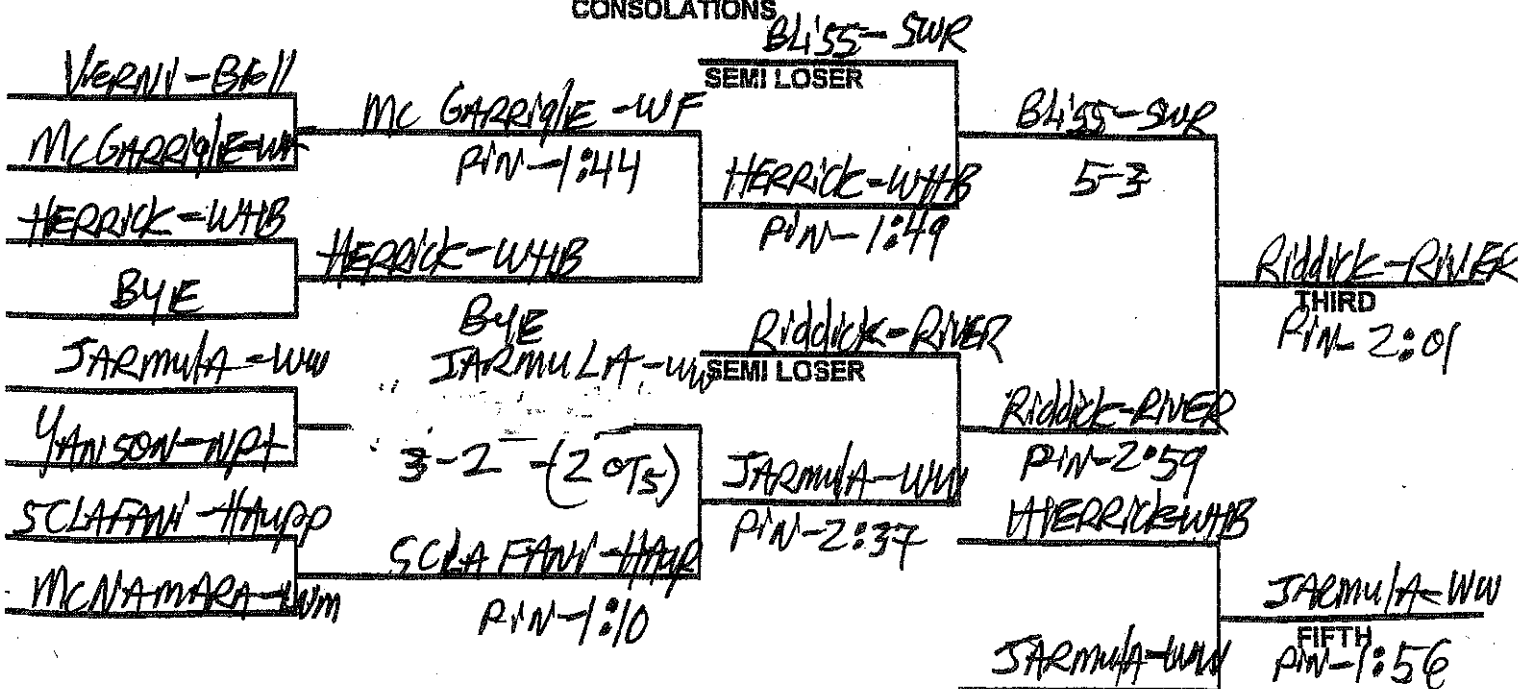 CONSOLATIONS
VERNI-BEll
MCGARRIglE-WF
HERRICK-WHB
BYE
JARMulA-WW
YANSON-NPt
SCLAFANI-HAupp
MCNAMARA-WM
MC GARRIglE-WF
PIN-1:44
HERRICK-WHB
BYE
JARMULA-WW
3-2-(2 OTs)
SCLAFANI-HAup
PIN-1:10
BLISS-SWR
SEMI LOSER
HERRICK-WHB
PIN-1:49
Riddick-RIVER
SEMI LOSER
JARMulA-WW
PIN-2:37
BLISS-SWR
5-3
Riddick-RIVER
PIN-2:59
HERRICK-WHB
JARMulA-WW
Riddick-RIVER
THIRD
PIN-2:01
JARMulA-WW
FIFTH
PIN-1:56